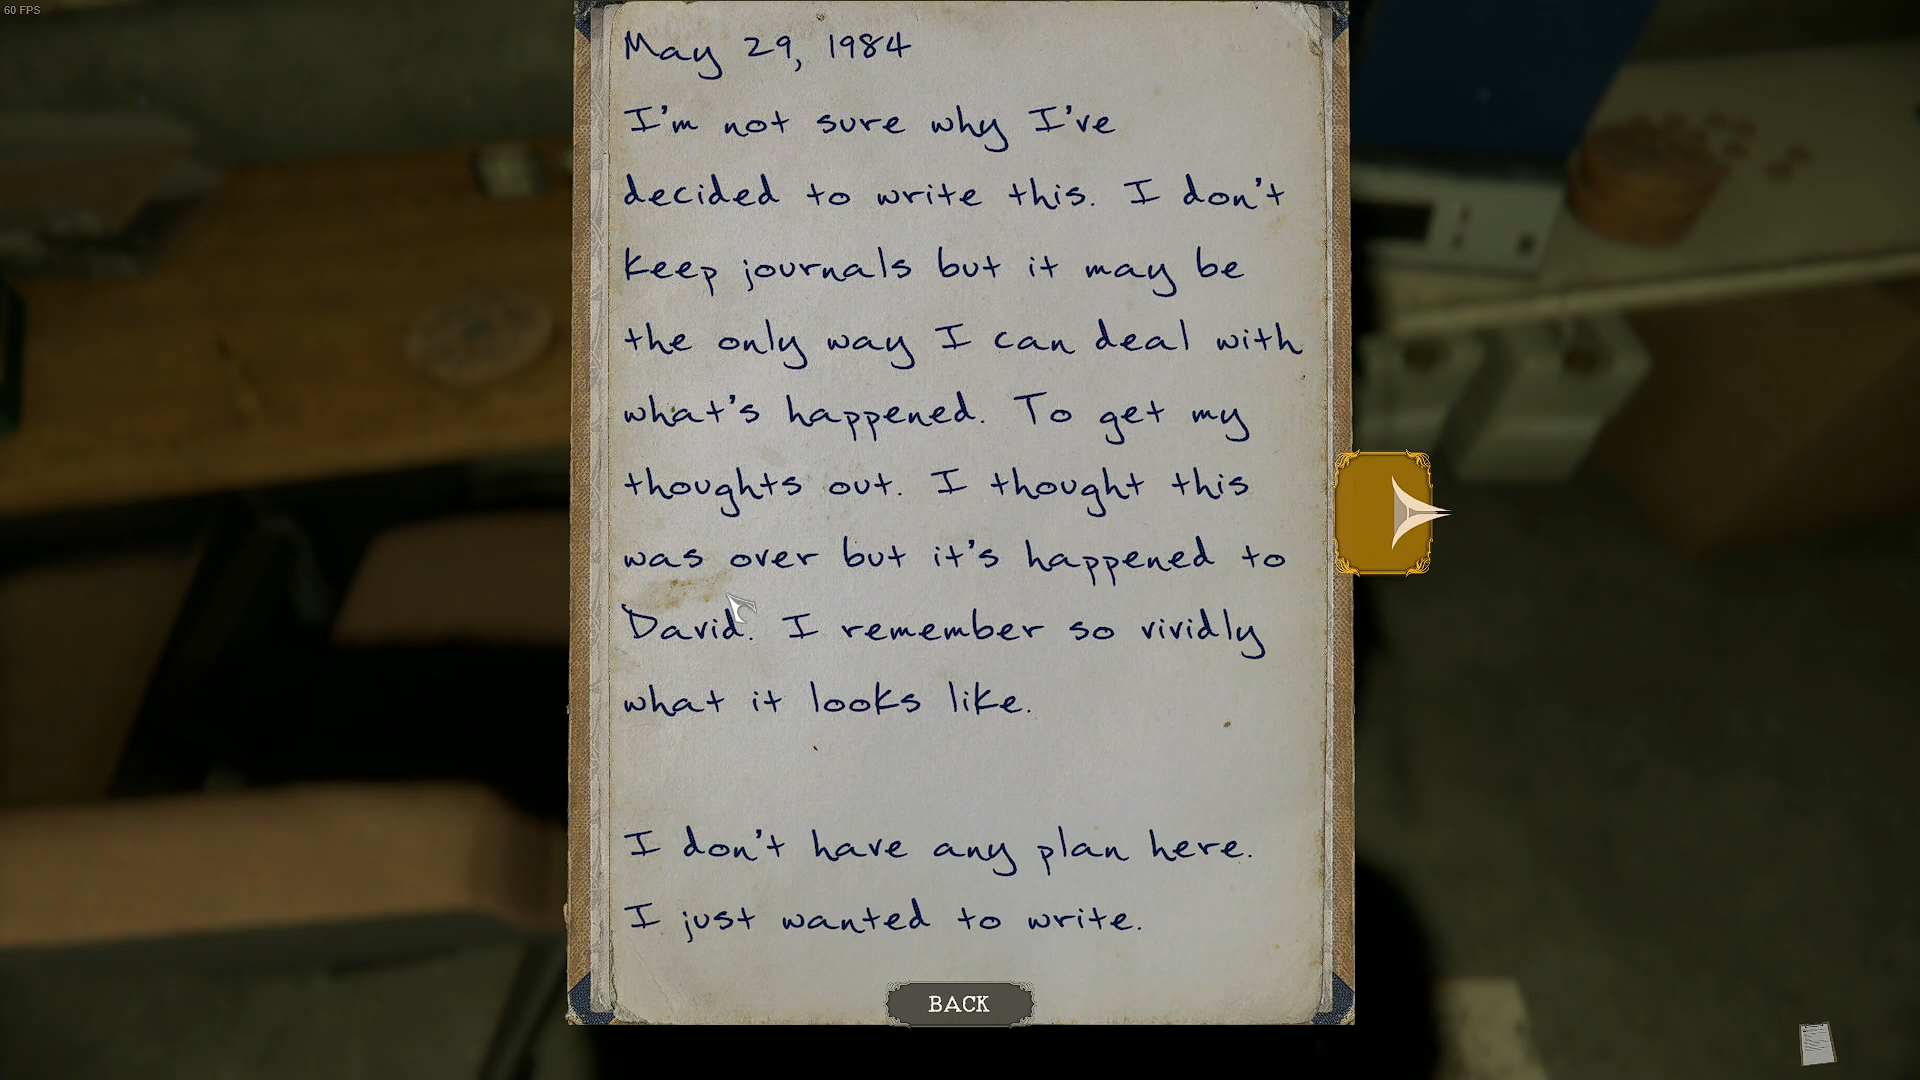 60 FPS
May 29, 1984
I'm not sure why I've
decided to write this. I don't
keep journals but it may be
the only way I can deal with
what's happened. To get my
thoughts out. I thought this
was over but it's happened to
David. I remember so vividly
what it looks like.
I don't have any plan here.
I just wanted to write.
BACK